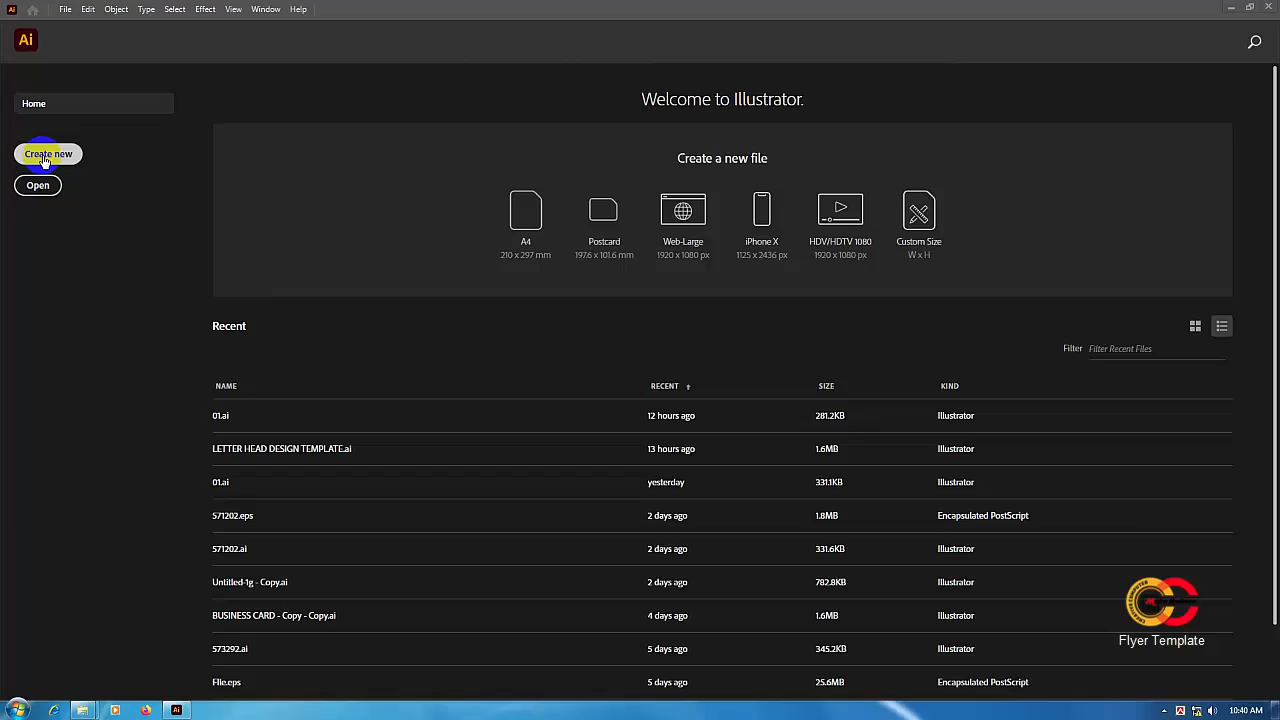 Ai File Edit Object Type Select Effect View Window Help
Ai
Home
Create new
Open
Welcome to Illustrator.
Create a new file
A4 Postcard Web-Large iPhone X HDV/HDTV 1080 Custom Size
210 x 297 mm 197.6 x 101.6 mm 1920 x 1080 px 1125 x 2436 px 1920 x 1080 px W x H
Recent
Filter Filter Recent Files
NAME RECENT SIZE KIND
01.ai 12 hours ago 281.2KB Illustrator
LETTER HEAD DESIGN TEMPLATE.ai 13 hours ago 1.6MB Illustrator
01.ai yesterday 331.1KB Illustrator
571202.eps 2 days ago 1.8MB Encapsulated PostScript
571202.ai 2 days ago 331.6KB Illustrator
Untitled-1g - Copy.ai 2 days ago 782.8KB Illustrator
BUSINESS CARD - Copy - Copy.ai 4 days ago 1.6MB Illustrator
573292.ai 5 days ago 345.2KB Illustrator
File.eps 5 days ago 25.6MB Encapsulated PostScript
Flyer Template
Ai 10:40 AM